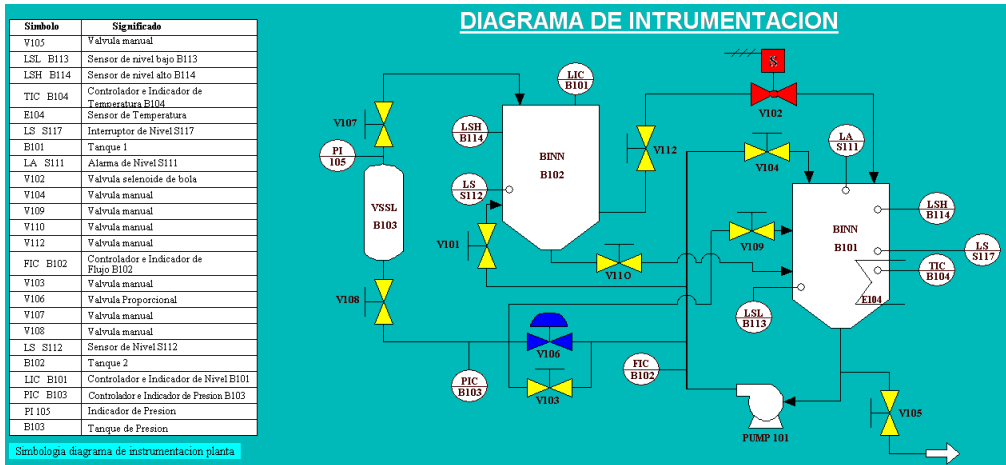 DIAGRAMA DE INTRUMENTACION
Simbolo Significado
V105 Valvula manual
LSL B113 Sensor de nivel bajo B113
LSH B114 Sensor de nivel alto B114
TIC B104 Controlador e Indicador de
Temperatura B104
E104 Sensor de Temperatura
LS S117 Interruptor de Nivel S117
B101 Tanque 1
LA S111 Alarma de Nivel S111
V102 Valvula selenoide de bola
V104 Valvula manual
V109 Valvula manual
V110 Valvula manual
V112 Valvula manual
FIC B102 Controlador e Indicador de
Flujo B102
V103 Valvula manual
V106 Valvula Proporcional
V107 Valvula manual
V108 Valvula manual
LS S112 Sensor de Nivel S112
B102 Tanque 2
LIC B101 Controlador e Indicador de Nivel B101
PIC B103 Controlador e Indicador de Presion B103
PI 105 Indicador de Presion
B103 Tanque de Presion
Simbologia diagrama de instrumentacion planta
S
LIC
B101
V102
V107
LSH
B114
PI
105
BINN
B102
V112
LA
S111
V104
LS
S112
VSSL
B103
LSH
B114
V101
V109
BINN
B101
LS
S117
V110
TIC
B104
V108
E104
LSL
B113
V106
PIC
B103
V103
FIC
B102
V105
PUMP 101